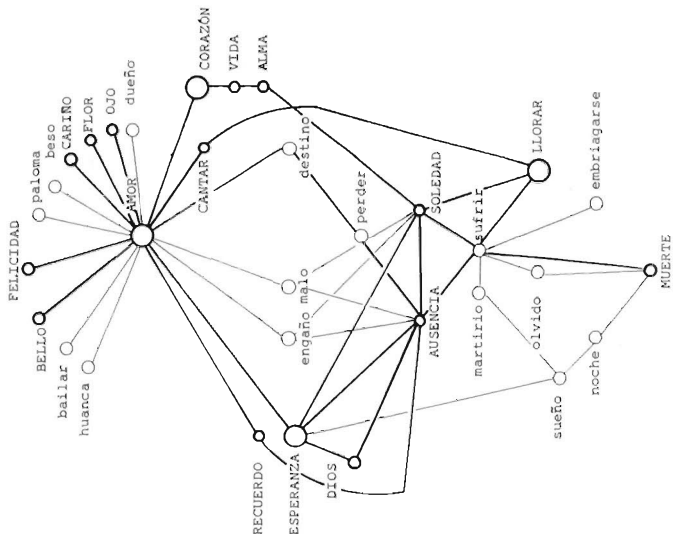 FELICIDAD
paloma
beso
CARIÑO
FLOR
OJO
dueño
AMOR
BELLO
bailar
huanca
CORAZÓN
VIDA
ALMA
CANTAR
destino
perder
malo
engaño
RECUERDO
ESPERANZA
DIOS
SOLEDAD
AUSENCIA
sufrir
LLORAR
martirio
olvido
embriagarse
sueño
noche
MUERTE